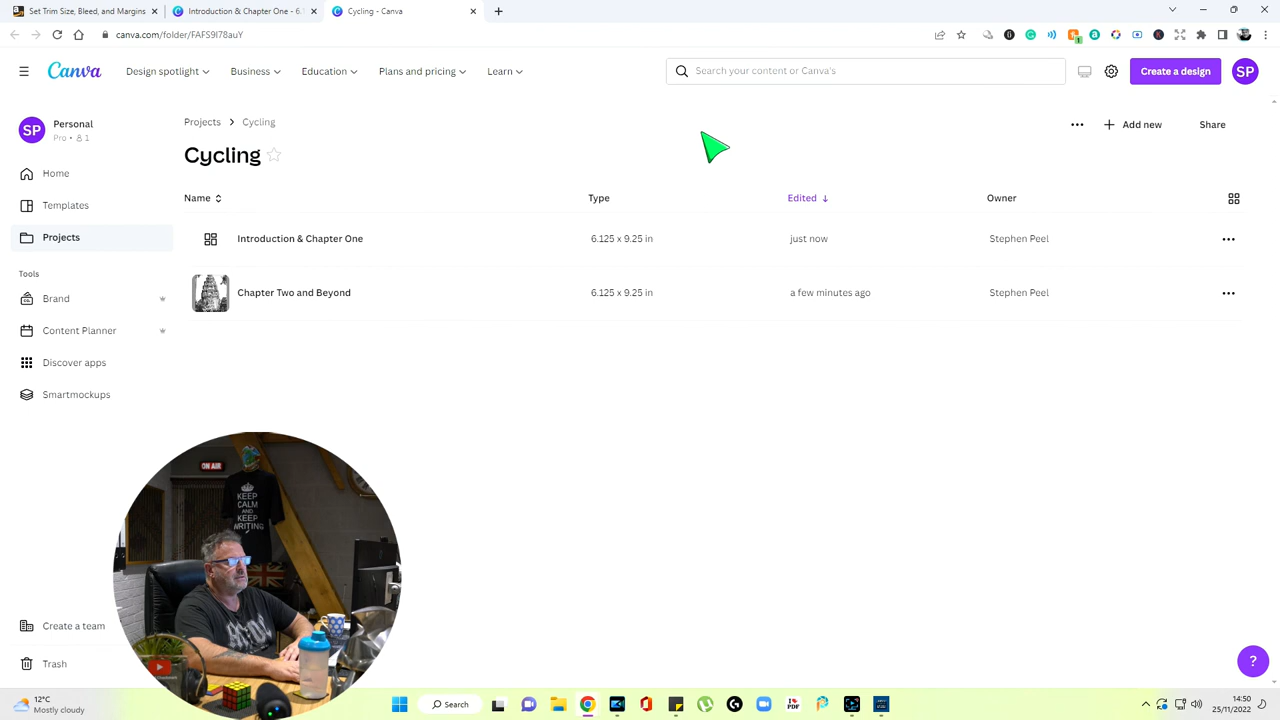 Set Trim Size, Bleed, and Margins
Introduction & Chapter One - 6.1
Cycling - Canva
canva.com/folder/FAFS9I78auY
Canva
Design spotlight
Business
Education
Plans and pricing
Learn
Search your content or Canva's
Create a design
SP
SP
Personal
Pro • 1
Home
Templates
Projects
Tools
Brand
Content Planner
Discover apps
Smartmockups
Create a team
Trash
Projects > Cycling
Add new
Share
Cycling
Name
Type
Edited
Owner
Introduction & Chapter One
6.125 x 9.25 in
just now
Stephen Peel
Chapter Two and Beyond
6.125 x 9.25 in
a few minutes ago
Stephen Peel
ON AIR
KEEP
CALM
AND
KEEP
WRITING
?
12°C
Mostly cloudy
Search
PDF
14:50
25/11/2022